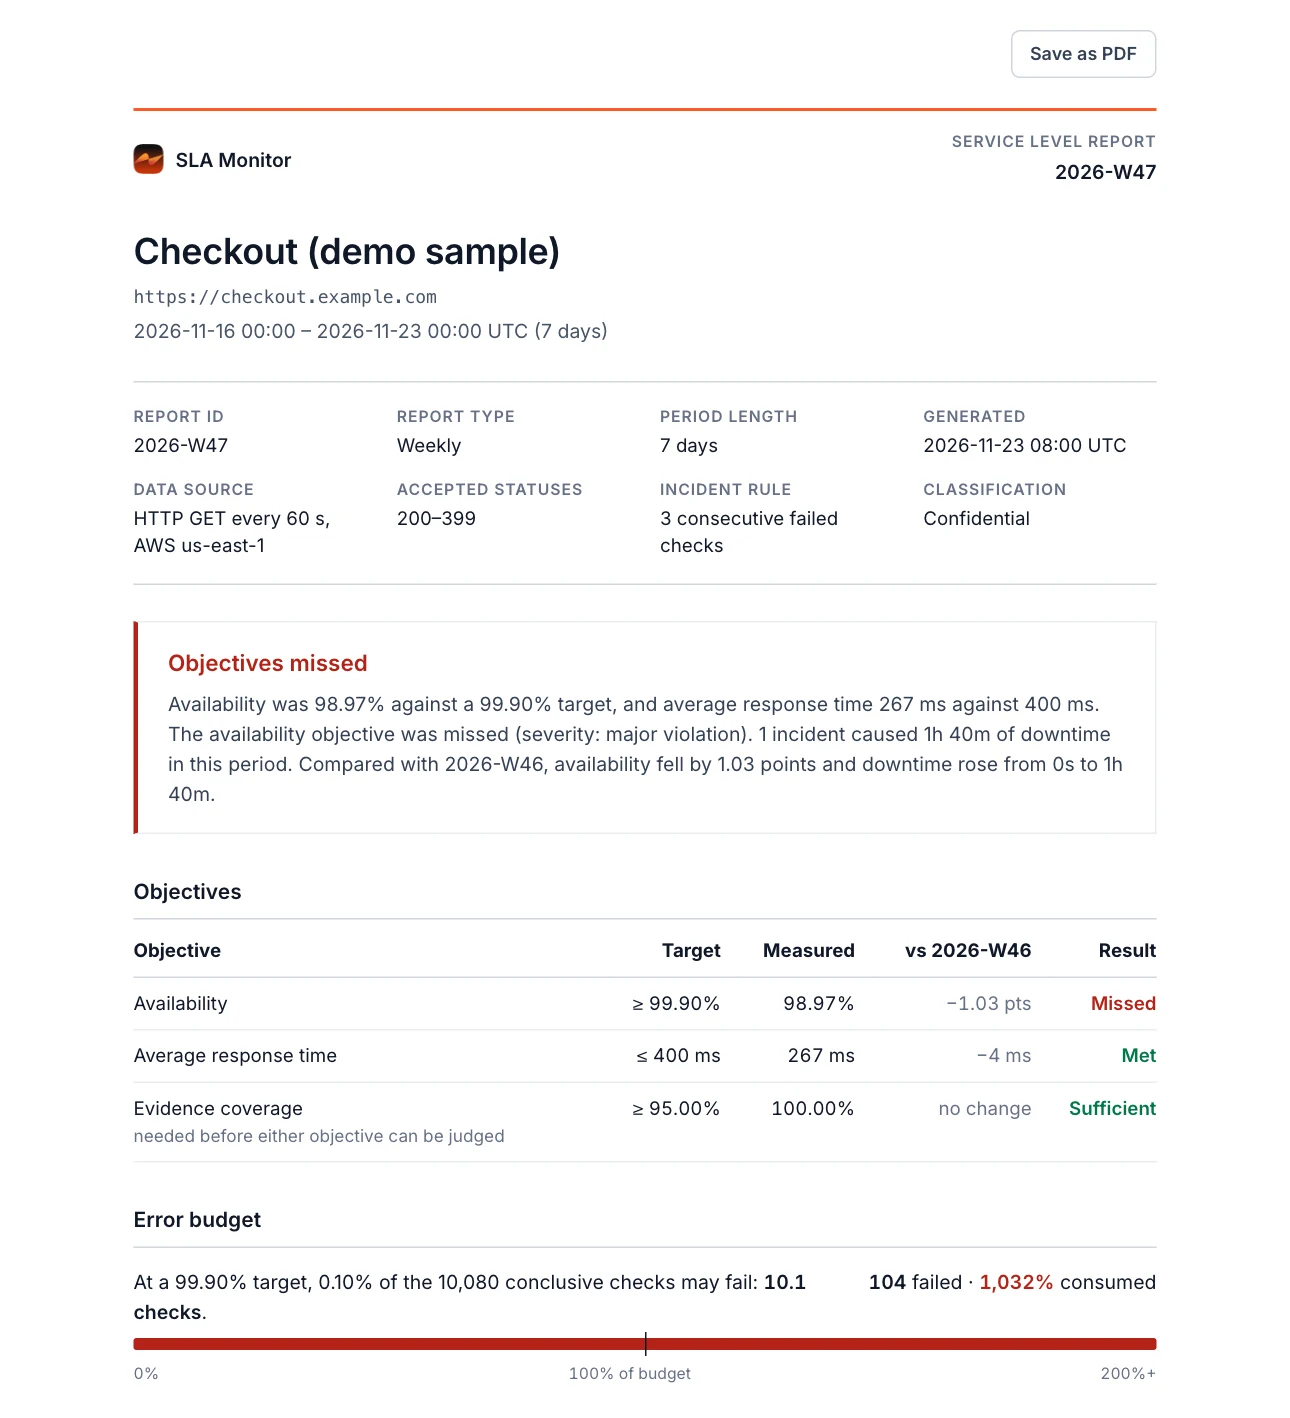 Save as PDF
SLA Monitor
SERVICE LEVEL REPORT
2026-W47
Checkout (demo sample)
https://checkout.example.com
2026-11-16 00:00 – 2026-11-23 00:00 UTC (7 days)
REPORT ID REPORT TYPE PERIOD LENGTH GENERATED
2026-W47 Weekly 7 days 2026-11-23 08:00 UTC
DATA SOURCE ACCEPTED STATUSES INCIDENT RULE CLASSIFICATION
HTTP GET every 60 s, 200–399 3 consecutive failed Confidential
AWS us-east-1 checks
Objectives missed
Availability was 98.97% against a 99.90% target, and average response time 267 ms against 400 ms.
The availability objective was missed (severity: major violation). 1 incident caused 1h 40m of downtime
in this period. Compared with 2026-W46, availability fell by 1.03 points and downtime rose from 0s to 1h
40m.
Objectives
Objective Target Measured vs 2026-W46 Result
Availability ≥ 99.90% 98.97% −1.03 pts Missed
Average response time ≤ 400 ms 267 ms −4 ms Met
Evidence coverage ≥ 95.00% 100.00% no change Sufficient
needed before either objective can be judged
Error budget
At a 99.90% target, 0.10% of the 10,080 conclusive checks may fail: 10.1 104 failed · 1,032% consumed
checks.
0% 100% of budget 200%+